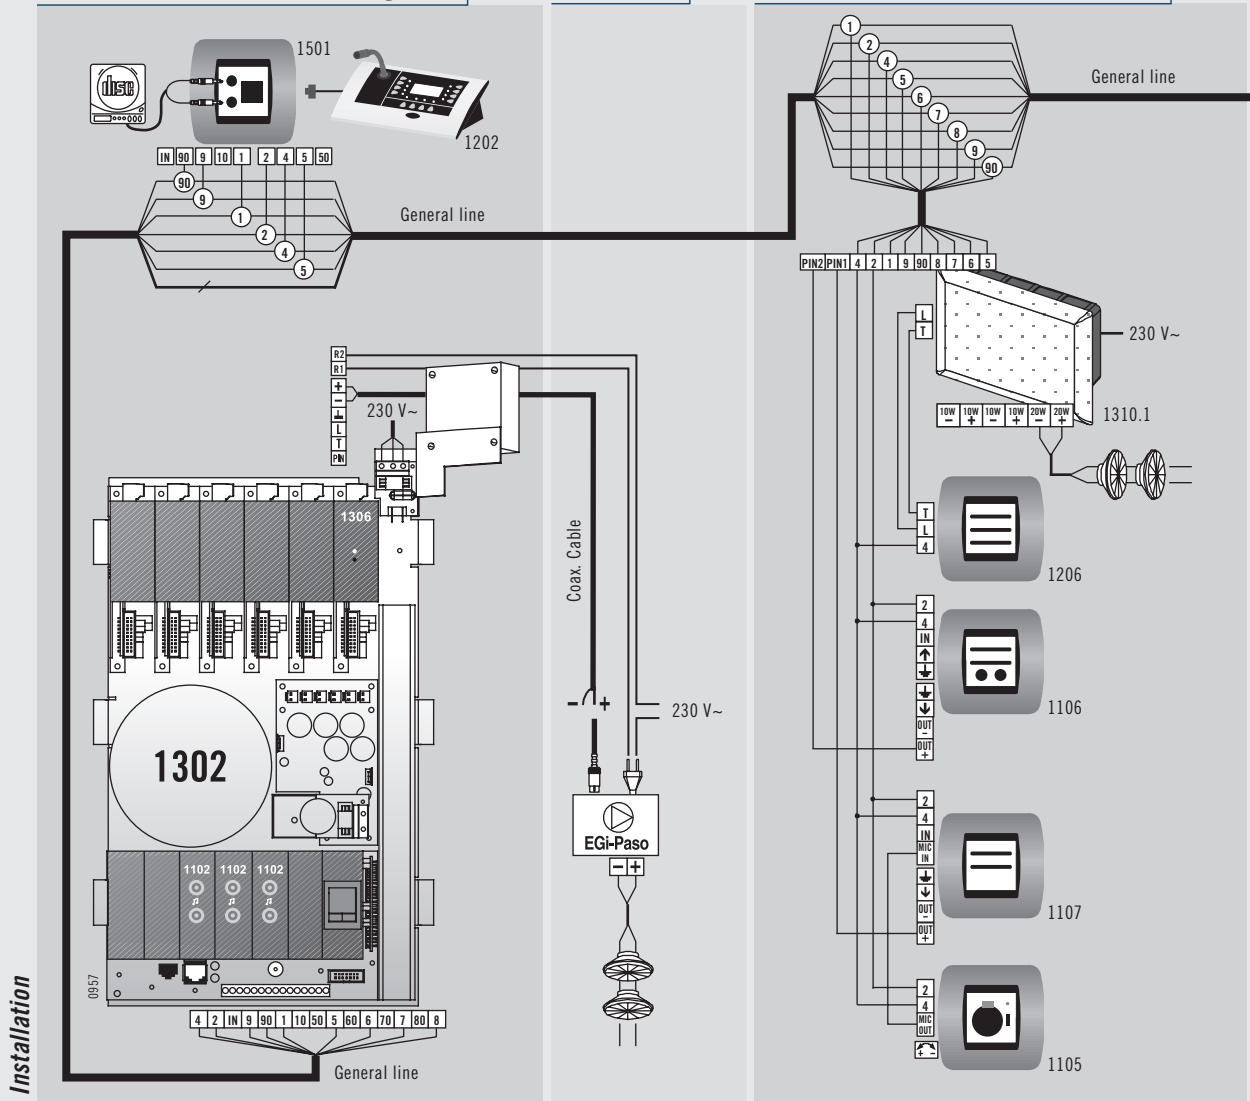 1501
disc
1202
IN 90 9 10 1 2 4 5 50
90
9
1
2
4
5
General line
R2
R1
+
−
L
T
PIN
230 V~
1306
Coax. Cable
− +
230 V~
1302
EGi-Paso
− +
1102 1102 1102
0957
4 2 IN 9 90 1 10 50 5 60 6 70 7 80 8
General line
Installation
1
2
4
5
6
7
8
9
90
General line
PIN2 PIN1 4 2 1 9 90 8 7 6 5
L
T
230 V~
10W − 10W + 10W − 10W + 20W − 20W +
1310.1
T
L
4
1206
2
4
IN
OUT −
OUT +
1106
2
4
IN
MIC IN
OUT −
OUT +
1107
2
4
MIC OUT
+ −
1105